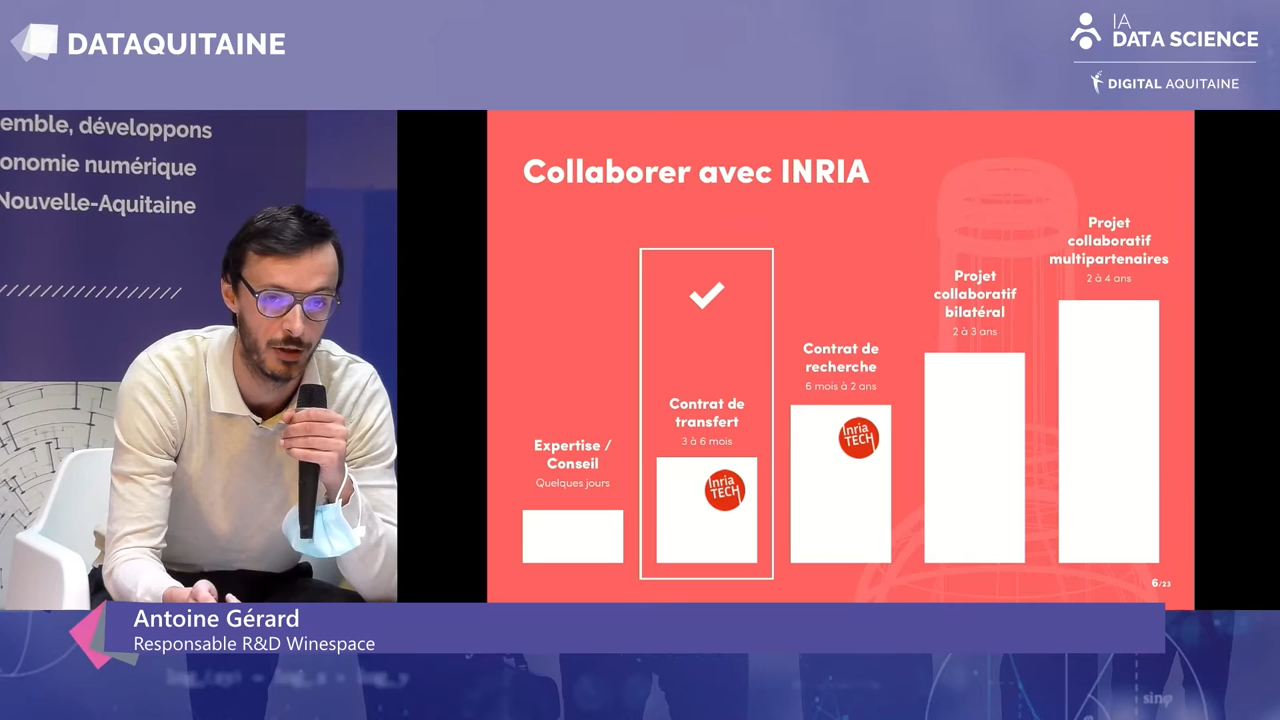 DATAQUITAINE
IA
DATA SCIENCE
DIGITAL AQUITAINE
emble, développons
onomie numérique
Nouvelle-Aquitaine
Collaborer avec INRIA
Expertise /
Conseil
Quelques jours
Contrat de
transfert
3 à 6 mois
Inria
TECH
Contrat de
recherche
6 mois à 2 ans
Inria
TECH
Projet
collaboratif
bilatéral
2 à 3 ans
Projet
collaboratif
multipartenaires
2 à 4 ans
6/23
Antoine Gérard
Responsable R&D Winespace
sinφ